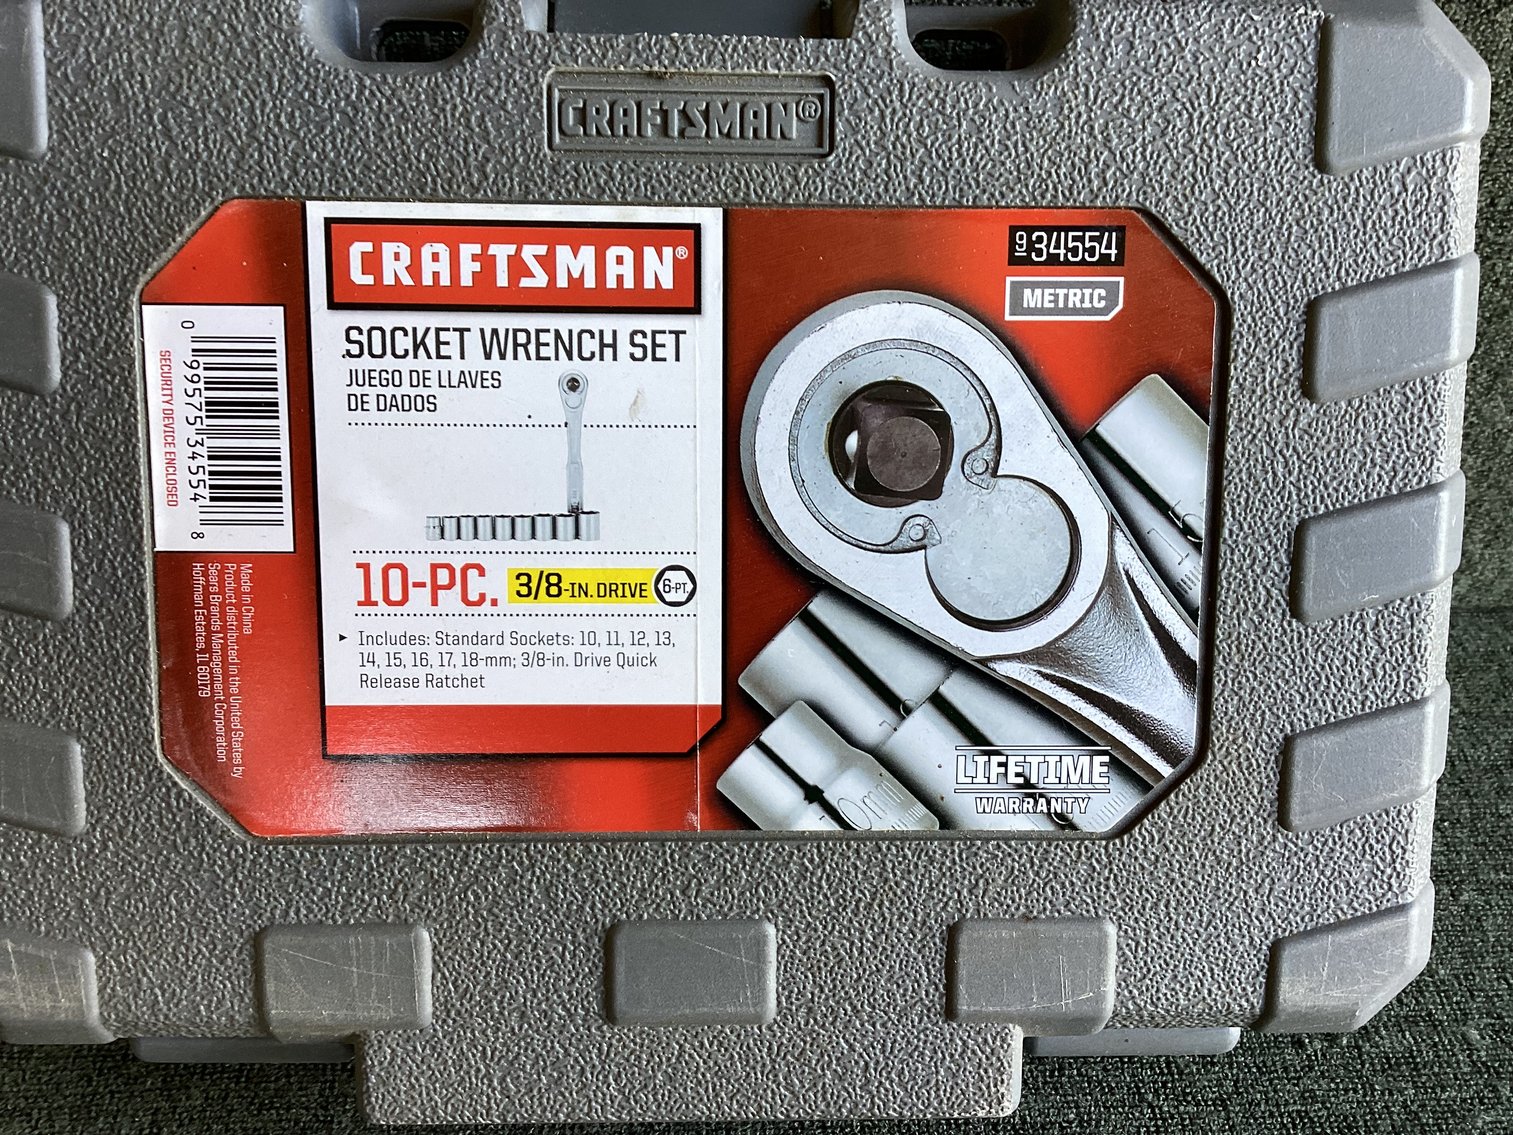 CRAFTSMAN®
CRAFTSMAN®
SOCKET WRENCH SET
JUEGO DE LLAVES
DE DADOS
10-PC. 3/8-IN. DRIVE 6-PT.
▸ Includes: Standard Sockets: 10, 11, 12, 13,
14, 15, 16, 17, 18-mm; 3/8-in. Drive Quick
Release Ratchet
9 34554
METRIC
LIFETIME
WARRANTY
0 99575 34554 8
SECURITY DEVICE ENCLOSED
Made in China
Product distributed in the United States by
Sears Brands Management Corporation
Hoffman Estates, IL 60179
10mm